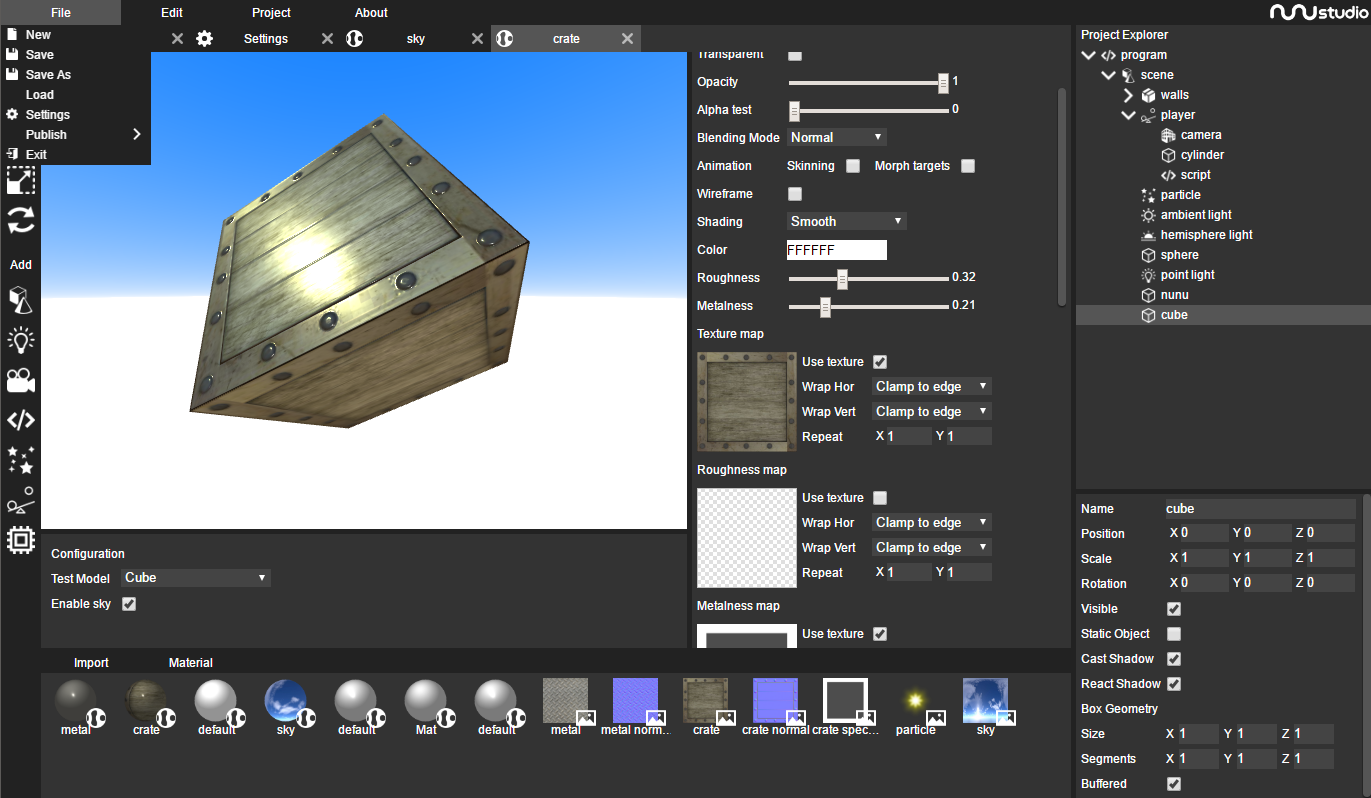 File Edit Project About
nunustudio
New
Save
Save As
Load
Settings
Publish
Exit
Settings sky crate
Add
Transparent
Opacity 1
Alpha test 0
Blending Mode Normal
Animation Skinning Morph targets
Wireframe
Shading Smooth
Color FFFFFF
Roughness 0.32
Metalness 0.21
Texture map
Use texture
Wrap Hor Clamp to edge
Wrap Vert Clamp to edge
Repeat X 1 Y 1
Roughness map
Use texture
Wrap Hor Clamp to edge
Wrap Vert Clamp to edge
Repeat X 1 Y 1
Metalness map
Use texture
Configuration
Test Model Cube
Enable sky
Import Material
metal crate default sky default Mat default metal metal norm... crate crate normal crate spec... particle sky
Project Explorer
program
scene
walls
player
camera
cylinder
script
particle
ambient light
hemisphere light
sphere
point light
nunu
cube
Name cube
Position X 0 Y 0 Z 0
Scale X 1 Y 1 Z 1
Rotation X 0 Y 0 Z 0
Visible
Static Object
Cast Shadow
React Shadow
Box Geometry
Size X 1 Y 1 Z 1
Segments X 1 Y 1 Z 1
Buffered